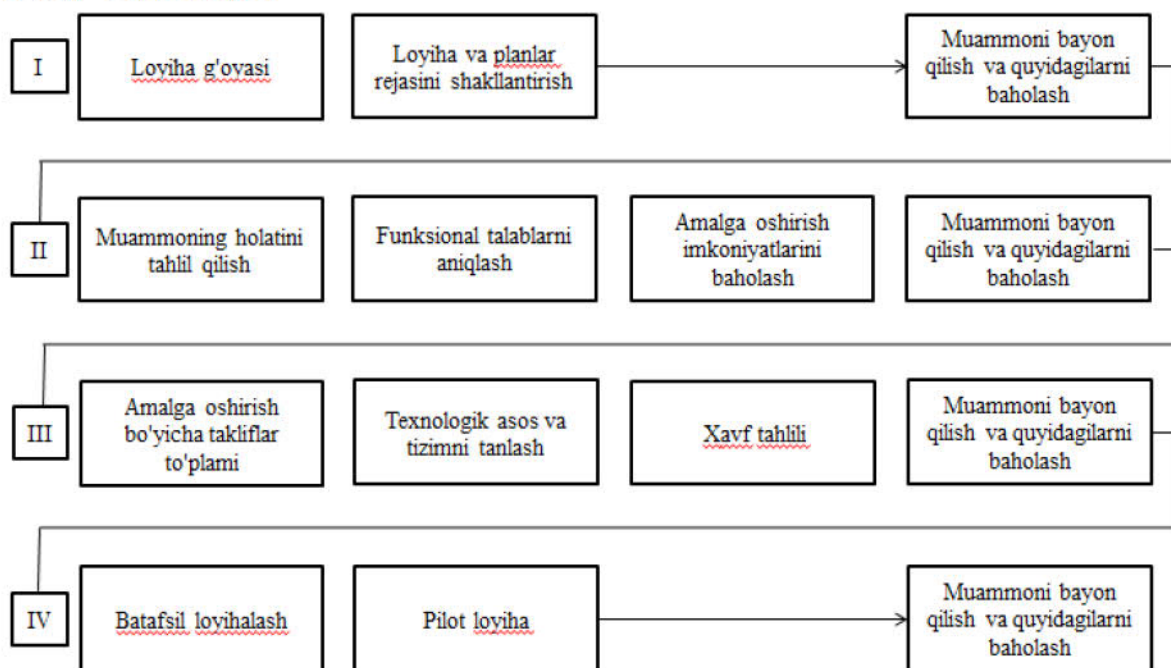 I
Loyiha g'oyasi
Loyiha va planlar
rejasini shakllantirish
Muammoni bayon
qilish va quyidagilarni
baholash
II
Muammoning holatini
tahlil qilish
Funksional talablarni
aniqlash
Amalga oshirish
imkoniyatlarini
baholash
Muammoni bayon
qilish va quyidagilarni
baholash
III
Amalga oshirish
bo'yicha takliflar
to'plami
Texnologik asos va
tizimni tanlash
Xavf tahlili
Muammoni bayon
qilish va quyidagilarni
baholash
IV
Batafsil loyihalash
Pilot loyiha
Muammoni bayon
qilish va quyidagilarni
baholash